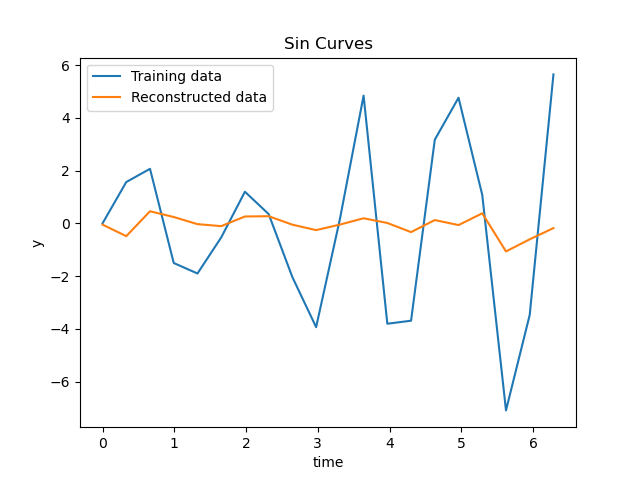 Sin Curves
Training data
Reconstructed data
6
4
2
0
−2
−4
−6
y
0 1 2 3 4 5 6
time